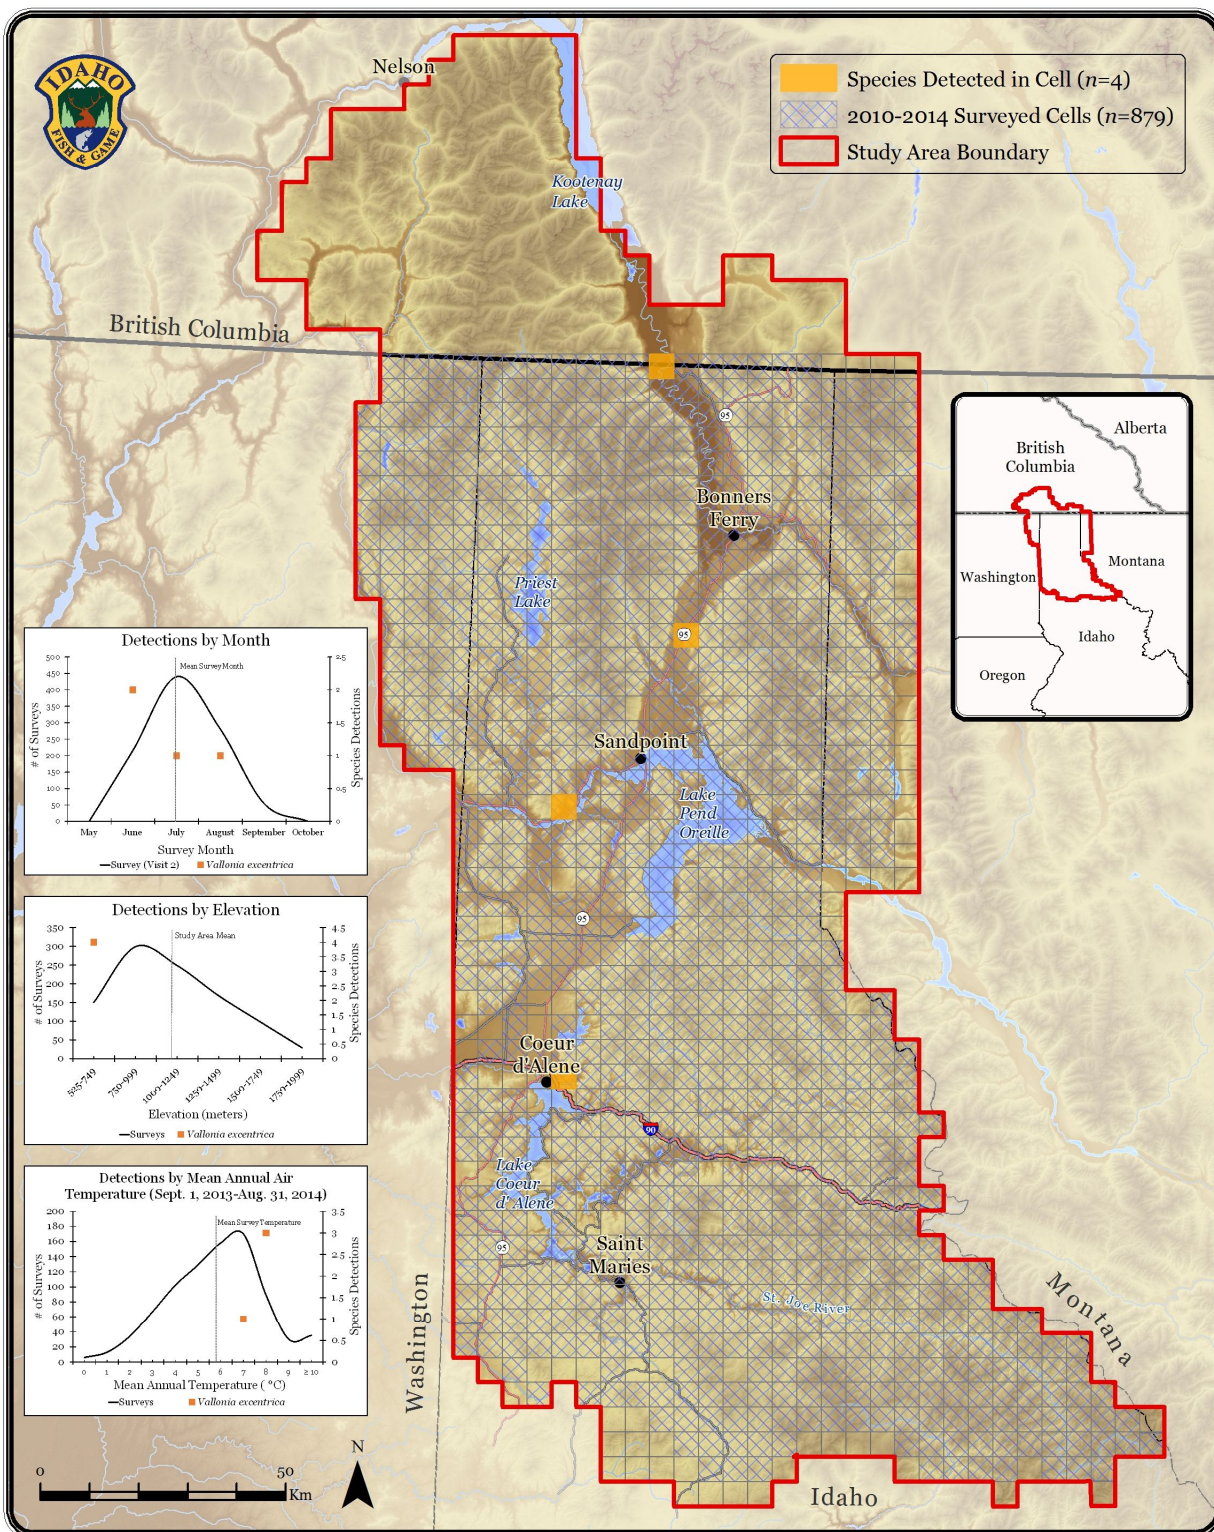 IDAHO
FISH & GAME
Nelson
Species Detected in Cell (n=4)
2010-2014 Surveyed Cells (n=879)
Study Area Boundary
Kootenay
Lake
British Columbia
95
Bonners
Ferry
Priest
Lake
95
Sandpoint
Lake
Pend
Oreille
95
Coeur
d'Alene
90
Lake
Coeur
d' Alene
95
Saint
Maries
St. Joe River
Washington
Montana
Idaho
Alberta
British
Columbia
Washington
Montana
Idaho
Oregon
Detections by Month
500
450
400
350
300
250
200
150
100
50
0
2.5
2
1.5
1
0.5
0
Mean Survey Month
# of Surveys
Species Detections
May June July August September October
Survey Month
Survey (Visit 2) Vallonia excentrica
Detections by Elevation
350
300
250
200
150
100
50
0
4.5
4
3.5
3
2.5
2
1.5
1
0.5
0
Study Area Mean
# of Surveys
Species Detections
525-749 750-999 1000-1249 1250-1499 1500-1749 1750-1999
Elevation (meters)
Surveys Vallonia excentrica
Detections by Mean Annual Air
Temperature (Sept. 1, 2013-Aug. 31, 2014)
200
180
160
140
120
100
80
60
40
20
0
3.5
3
2.5
2
1.5
1
0.5
0
Mean Survey Temperature
# of Surveys
Species Detections
0 1 2 3 4 5 6 7 8 9 ≥10
Mean Annual Temperature ( °C)
Surveys Vallonia excentrica
0 50
Km
N